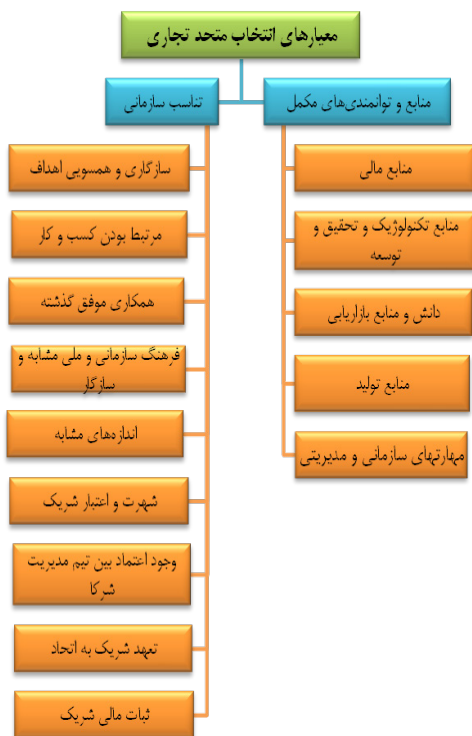 معیارهای انتخاب متحد تجاری
منابع و توانمندی‌های مکمل
منابع مالی
منابع تکنولوژیک و تحقیق و
توسعه
دانش و منابع بازاریابی
منابع تولید
مهارتهای سازمانی و مدیریتی
تناسب سازمانی
سازگاری و همسویی اهداف
مرتبط بودن کسب و کار
همکاری موفق گذشته
فرهنگ سازمانی و ملی مشابه و
سازگار
اندازه‌های مشابه
شهرت و اعتبار شریک
وجود اعتماد بین تیم مدیریت
شرکا
تعهد شریک به اتحاد
ثبات مالی شریک